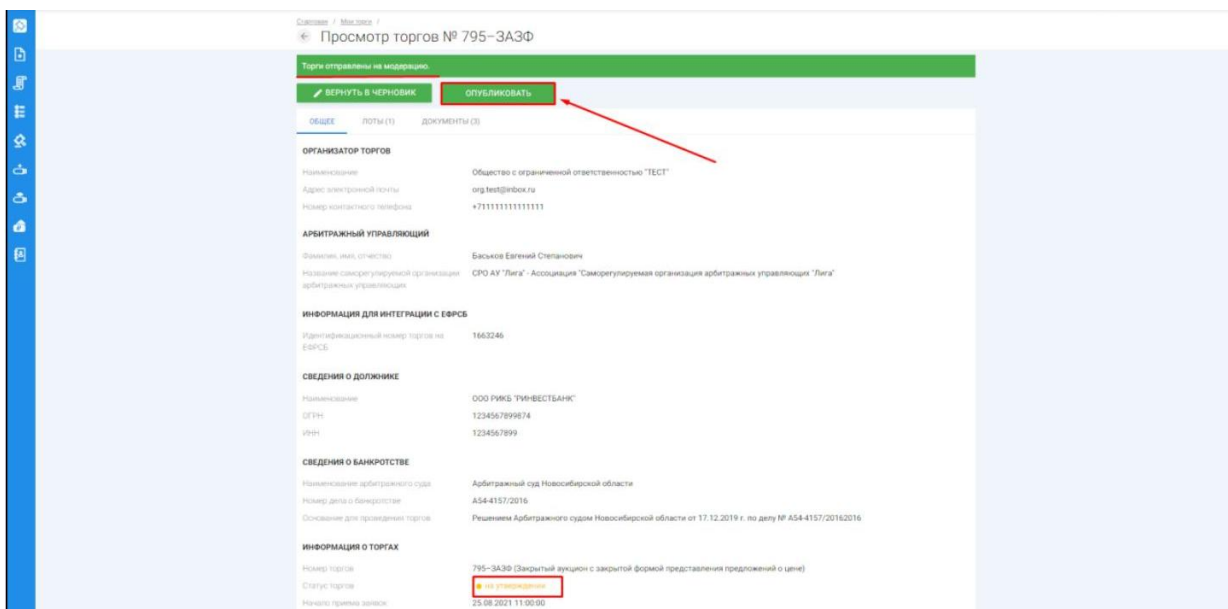 Стартовая / Мои торги /
Просмотр торгов № 795–ЗАЗФ
Торги отправлены на модерацию.
ВЕРНУТЬ В ЧЕРНОВИК
ОПУБЛИКОВАТЬ
ОБЩЕЕ
ЛОТЫ (1)
ДОКУМЕНТЫ (3)
ОРГАНИЗАТОР ТОРГОВ
Наименование
Общество с ограниченной ответственностью "ТЕСТ"
Адрес электронной почты
org.test@inbox.ru
Номер контактного телефона
+711111111111111
АРБИТРАЖНЫЙ УПРАВЛЯЮЩИЙ
Фамилия, имя, отчество
Баськов Евгений Степанович
Название саморегулируемой организации
арбитражных управляющих
СРО АУ "Лига" - Ассоциация "Саморегулируемая организация арбитражных управляющих "Лига"
ИНФОРМАЦИЯ ДЛЯ ИНТЕГРАЦИИ С ЕФРСБ
Идентификационный номер торгов на
ЕФРСБ
1663246
СВЕДЕНИЯ О ДОЛЖНИКЕ
Наименование
ООО РИКБ "РИНВЕСТБАНК"
ОГРН
1234567899874
ИНН
1234567899
СВЕДЕНИЯ О БАНКРОТСТВЕ
Наименование арбитражного суда
Арбитражный суд Новосибирской области
Номер дела о банкротстве
А54-4157/2016
Основание для проведения торгов
Решением Арбитражного судом Новосибирской области от 17.12.2019 г. по делу № А54-4157/20162016
ИНФОРМАЦИЯ О ТОРГАХ
Номер торгов
795–ЗАЗФ (Закрытый аукцион с закрытой формой представления предложений о цене)
Статус торгов
на утверждении
Начало приема заявок
25.08.2021 11:00:00